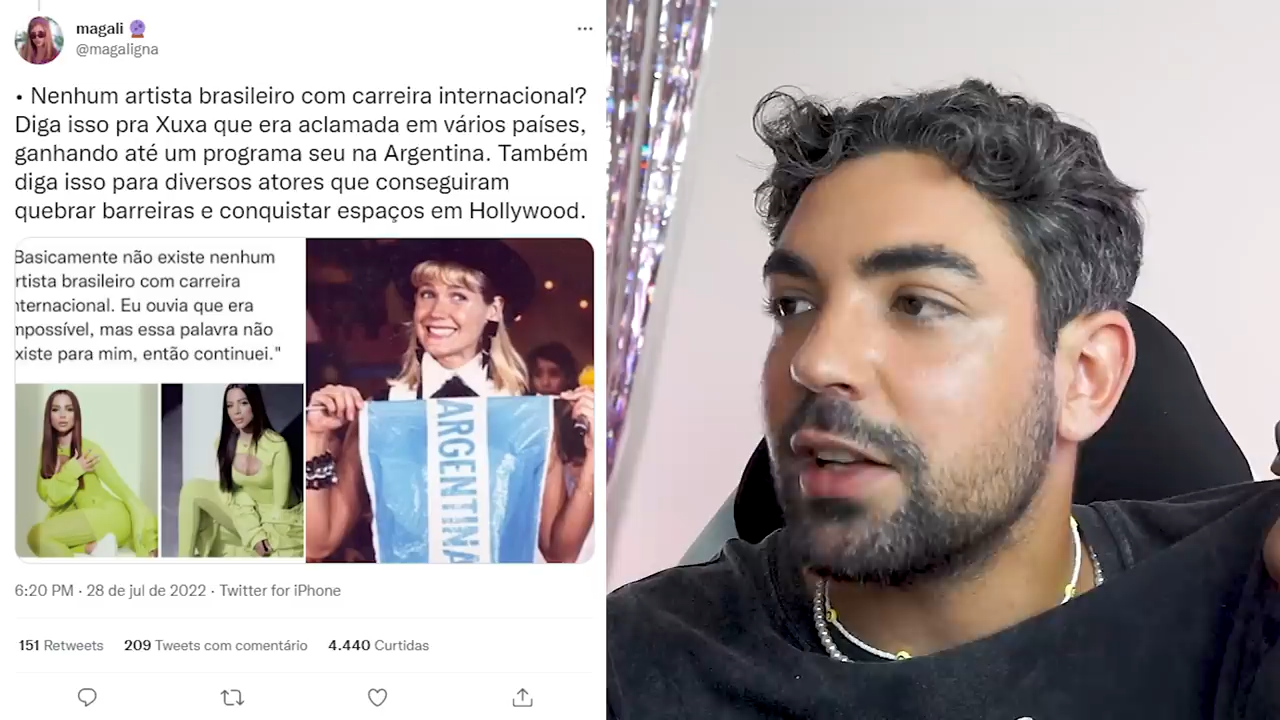 magali 🔮
@magaligna
• Nenhum artista brasileiro com carreira internacional?
Diga isso pra Xuxa que era aclamada em vários países,
ganhando até um programa seu na Argentina. Também
diga isso para diversos atores que conseguiram
quebrar barreiras e conquistar espaços em Hollywood.
Basicamente não existe nenhum
rtista brasileiro com carreira
nternacional. Eu ouvia que era
mpossível, mas essa palavra não
xiste para mim, então continuei."
ARGENTINA
6:20 PM · 28 de jul de 2022 · Twitter for iPhone
151 Retweets 209 Tweets com comentário 4.440 Curtidas